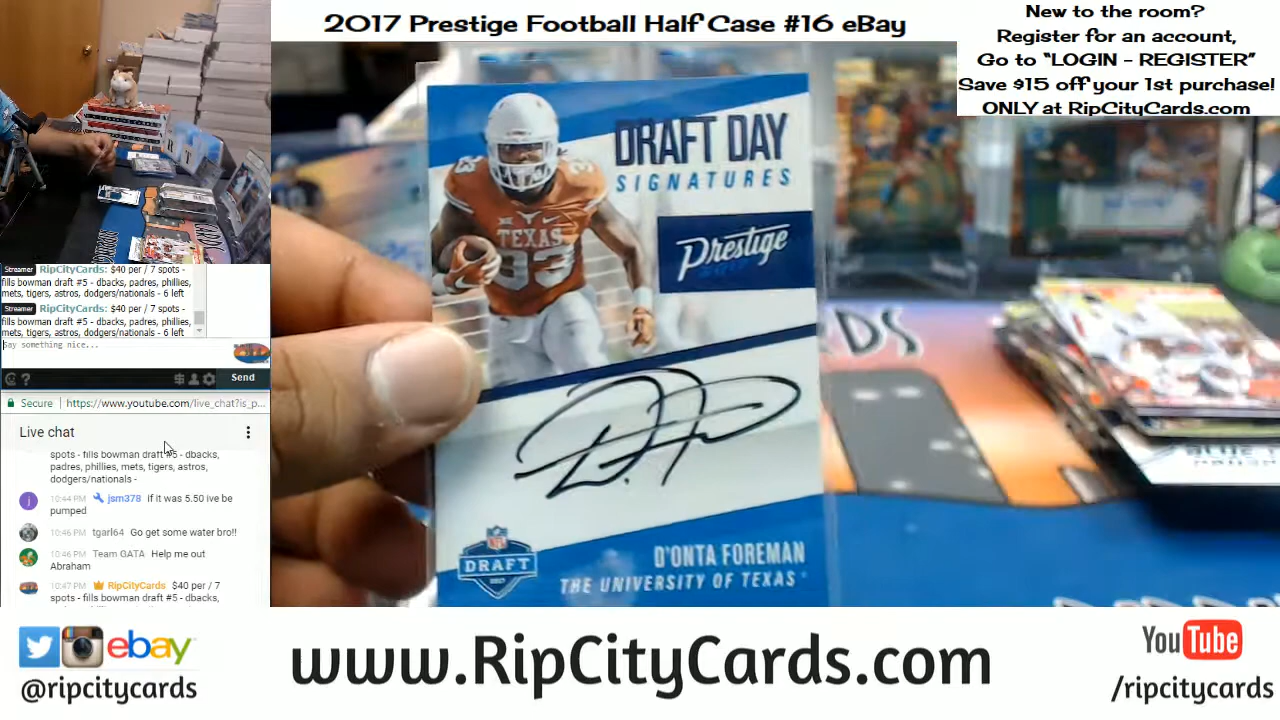 2017 Prestige Football Half Case #16 eBay
New to the room?
Register for an account,
Go to "LOGIN - REGISTER"
Save $15 off your 1st purchase!
ONLY at RipCityCards.com
DRAFT DAY
SIGNATURES
Prestige
TEXAS
33
DRAFT
2017
D'ONTA FOREMAN
THE UNIVERSITY OF TEXAS
Streamer RipCityCards: $40 per / 7 spots -
fills bowman draft #5 - dbacks, padres, phillies,
mets, tigers, astros, dodgers/nationals - 6 left
Streamer RipCityCards: $40 per / 7 spots -
fills bowman draft #5 - dbacks, padres, phillies,
mets, tigers, astros, dodgers/nationals - 6 left
Say something nice...
Send
Secure https://www.youtube.com/live_chat?is_p...
Live chat
spots - fills bowman draft #5 - dbacks,
padres, phillies, mets, tigers, astros,
dodgers/nationals -
10:44 PM jsm378 if it was 5.50 ive be
pumped
10:46 PM tgarl64 Go get some water bro!!
10:46 PM Team GATA Help me out
Abraham
10:47 PM RipCityCards $40 per / 7
spots - fills bowman draft #5 - dbacks,
ebay
@ripcitycards
www.RipCityCards.com
YouTube
/ripcitycards